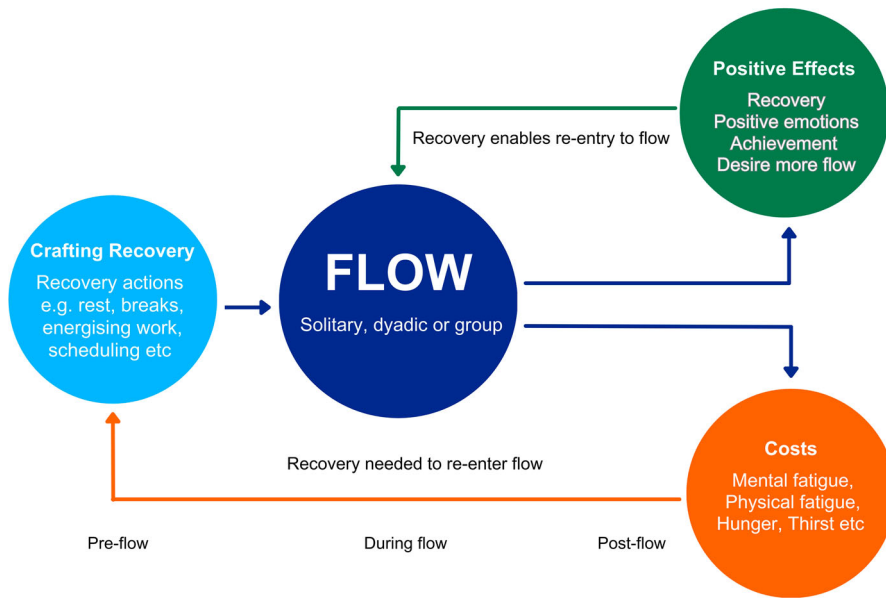 Positive Effects
Recovery
Positive emotions
Achievement
Desire more flow
Recovery enables re-entry to flow
Crafting Recovery
Recovery actions
e.g. rest, breaks,
energising work,
scheduling etc
FLOW
Solitary, dyadic or group
Costs
Mental fatigue,
Physical fatigue,
Hunger, Thirst etc
Recovery needed to re-enter flow
Pre-flow
During flow
Post-flow